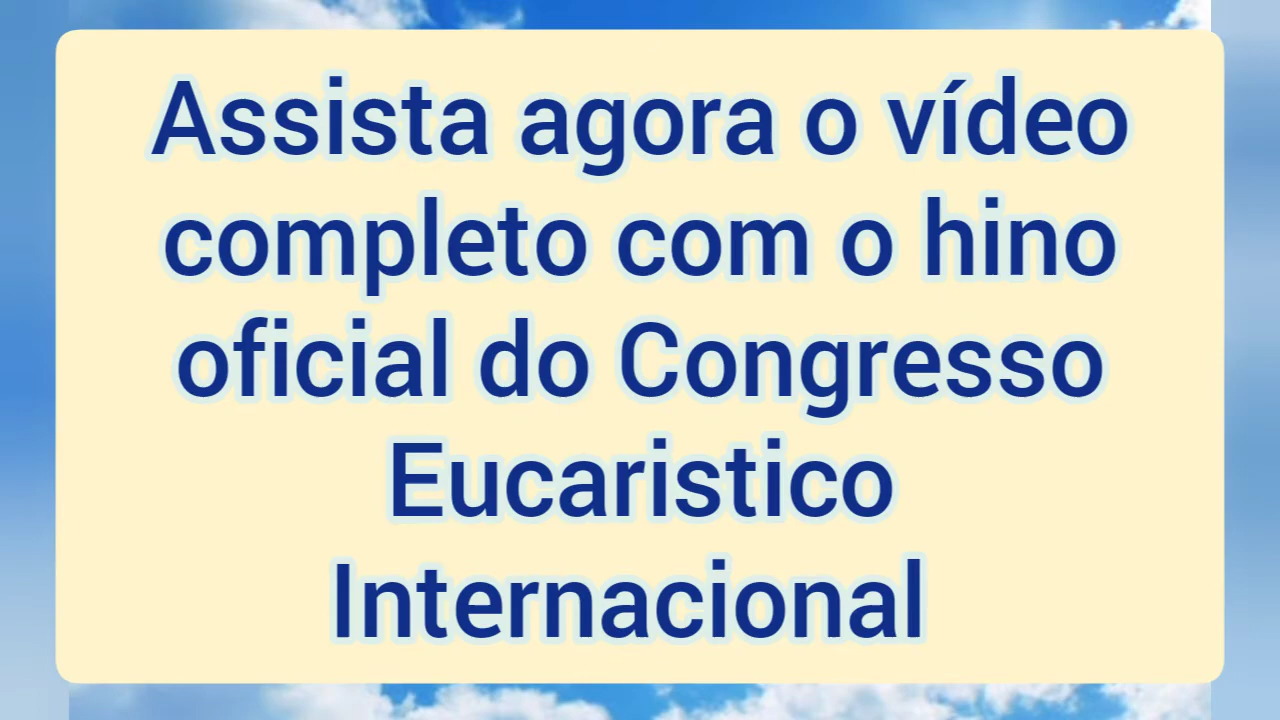 Assista agora o vídeo
completo com o hino
oficial do Congresso
Eucaristico
Internacional